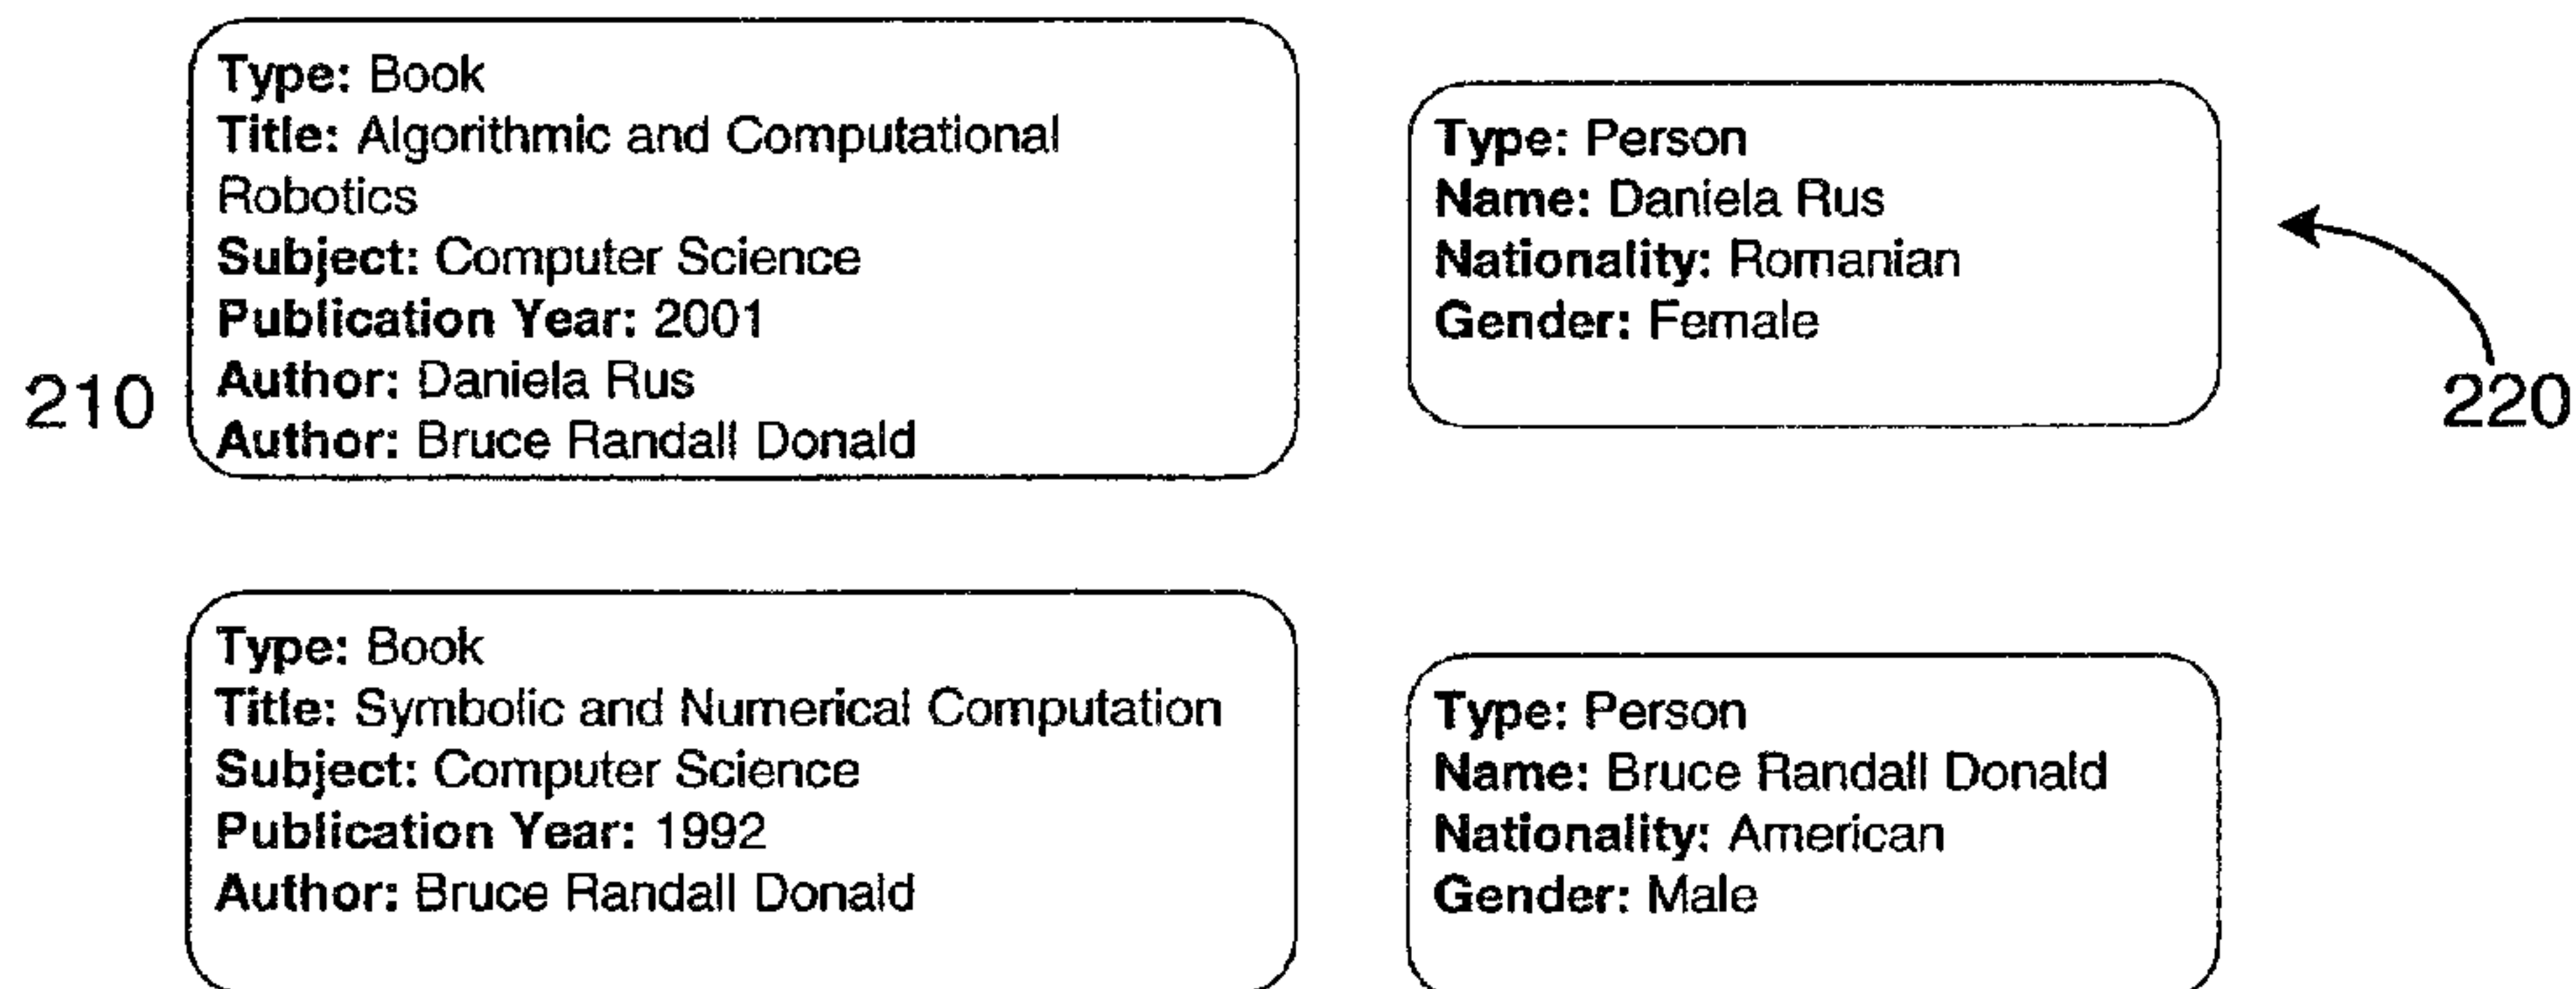 Type: Book
Title: Algorithmic and Computational
Robotics
Subject: Computer Science
Publication Year: 2001
Author: Daniela Rus
Author: Bruce Randall Donald
210
Type: Person
Name: Daniela Rus
Nationality: Romanian
Gender: Female
220
Type: Book
Title: Symbolic and Numerical Computation
Subject: Computer Science
Publication Year: 1992
Author: Bruce Randall Donald
Type: Person
Name: Bruce Randall Donald
Nationality: American
Gender: Male